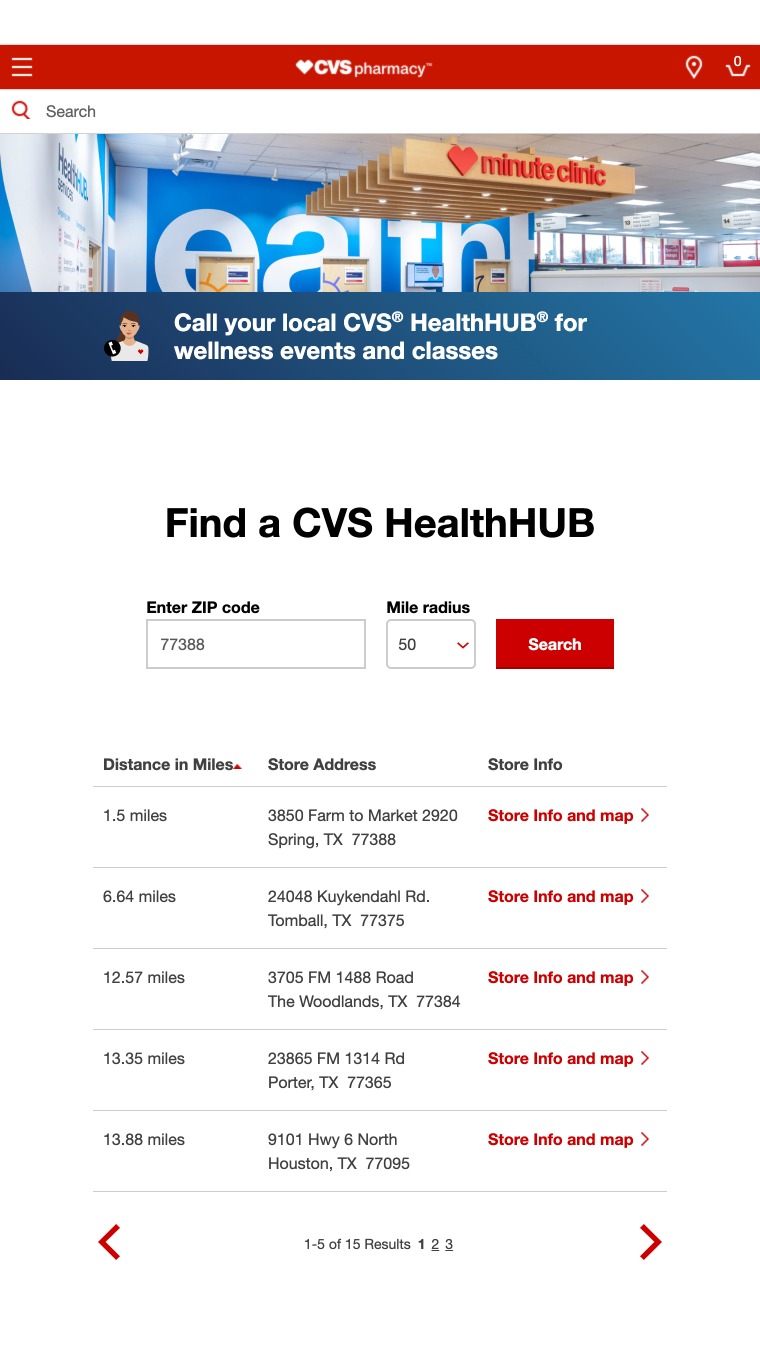 CVS pharmacy™
0
Search
HealthHUB
SERVICES
minute clinic
ealth
12
13
14
7
Call your local CVS® HealthHUB® for
wellness events and classes
Find a CVS HealthHUB
Enter ZIP code
Mile radius
77388
50
Search
Distance in Miles
Store Address
Store Info
1.5 miles
3850 Farm to Market 2920
Store Info and map
Spring, TX 77388
6.64 miles
24048 Kuykendahl Rd.
Store Info and map
Tomball, TX 77375
12.57 miles
3705 FM 1488 Road
Store Info and map
The Woodlands, TX 77384
13.35 miles
23865 FM 1314 Rd
Store Info and map
Porter, TX 77365
13.88 miles
9101 Hwy 6 North
Store Info and map
Houston, TX 77095
1-5 of 15 Results 1 2 3